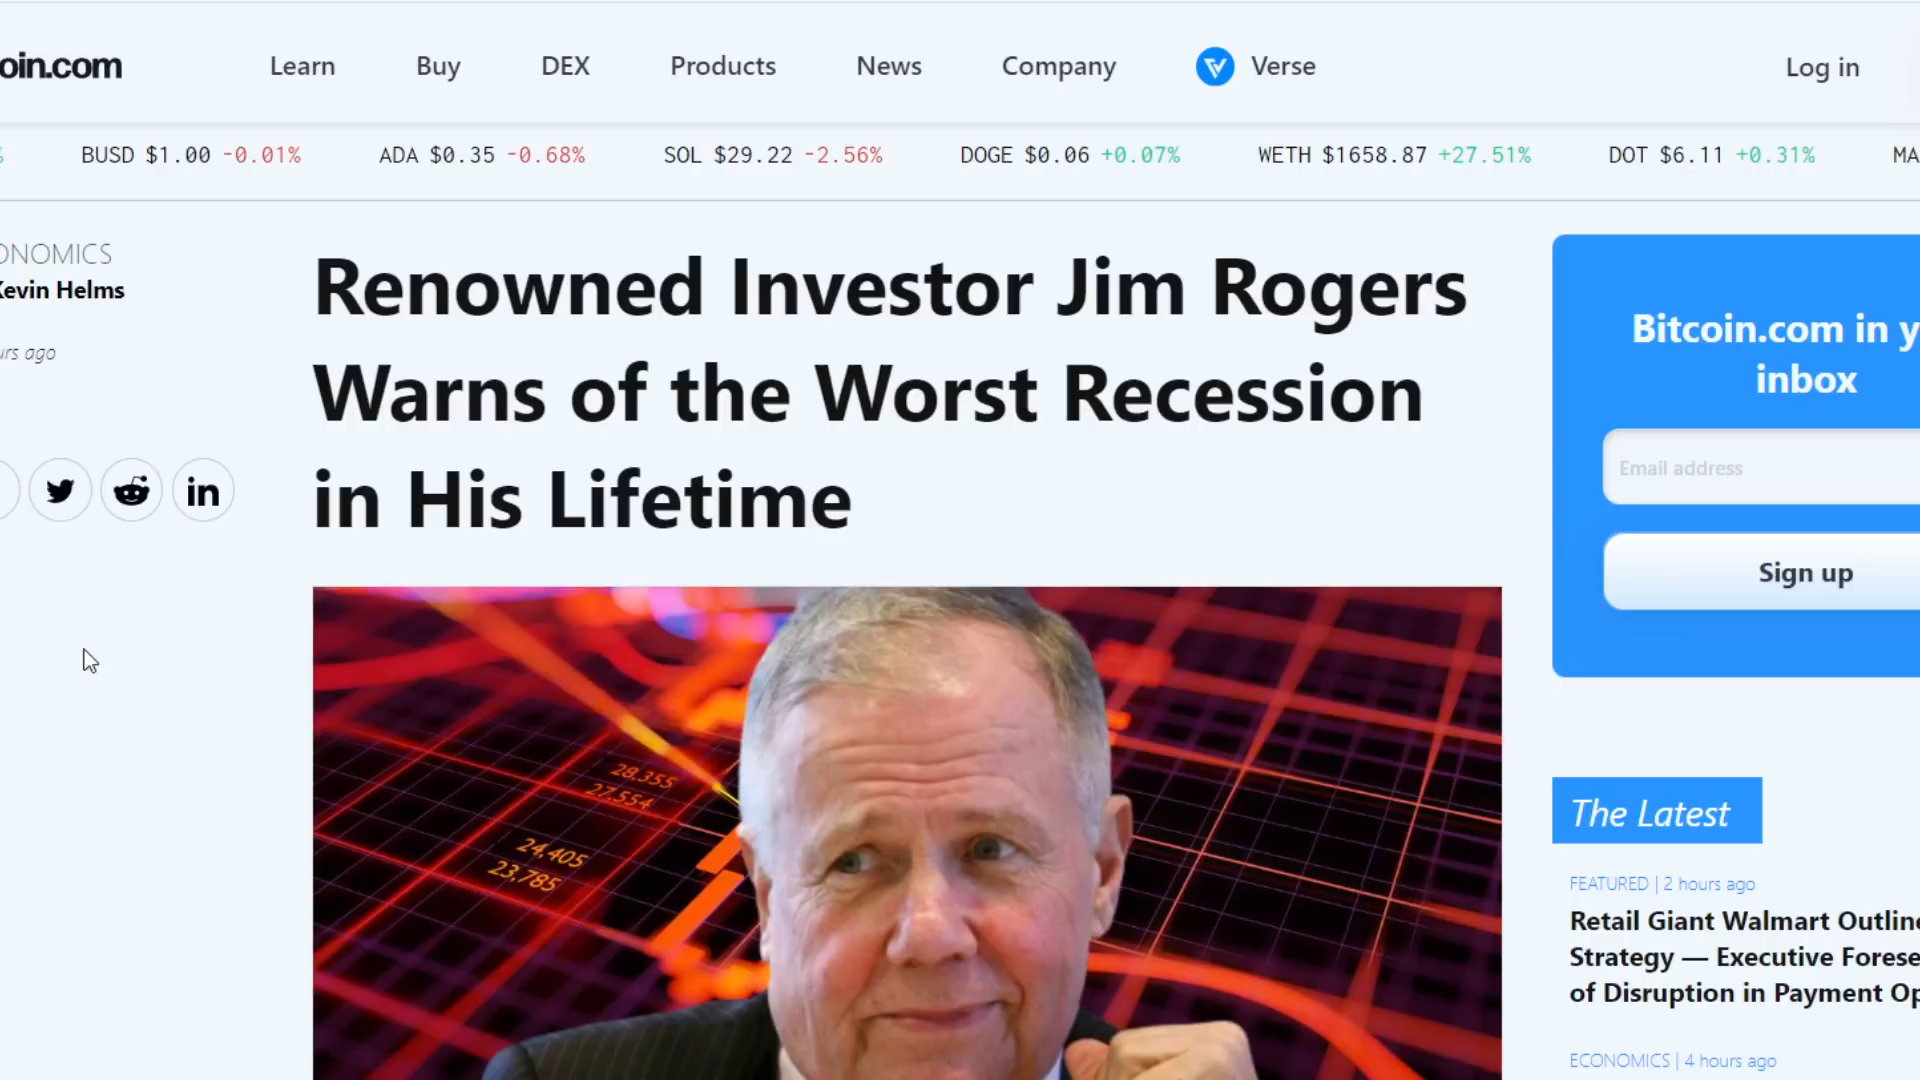 oin.com Learn Buy DEX Products News Company Verse Log in
% BUSD $1.00 -0.01% ADA $0.35 -0.68% SOL $29.22 -2.56% DOGE $0.06 +0.07% WETH $1658.87 +27.51% DOT $6.11 +0.31% MA
ONOMICS
Kevin Helms
urs ago
Renowned Investor Jim Rogers
Warns of the Worst Recession
in His Lifetime
28,355
27,554
24,405
23,785
Bitcoin.com in y
inbox
Email address
Sign up
The Latest
FEATURED | 2 hours ago
Retail Giant Walmart Outline
Strategy — Executive Forese
of Disruption in Payment Op
ECONOMICS | 4 hours ago